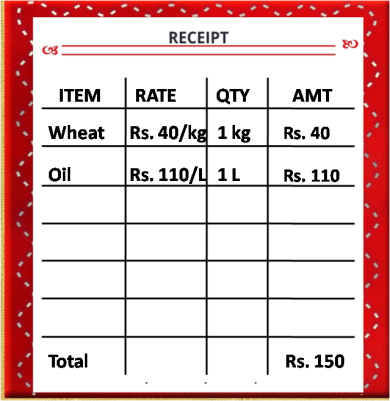 RECEIPT
ITEM RATE QTY AMT
Wheat Rs. 40/kg 1 kg Rs. 40
Oil Rs. 110/L 1 L Rs. 110
Total Rs. 150